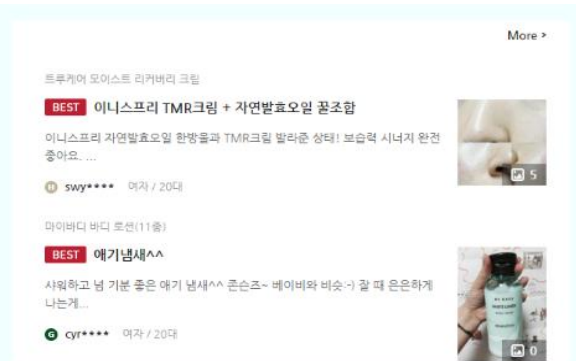 More >
트루케어 모이스트 리커버리 크림
BEST 이니스프리 TMR크림 + 자연발효오일 꿀조합
이니스프리 자연발효오일 한방울과 TMR크림 발라준 상태! 보습력 시너지 완전
좋아요. ...
swy**** 여자 / 20대
5
마이바디 바디 로션(11종)
BEST 애기냄새^^
샤워하고 넘 기분 좋은 애기 냄새^^ 존슨즈~ 베이비와 비슷:-) 잘 때 은은하게
나는게...
G cyr**** 여자 / 20대
0